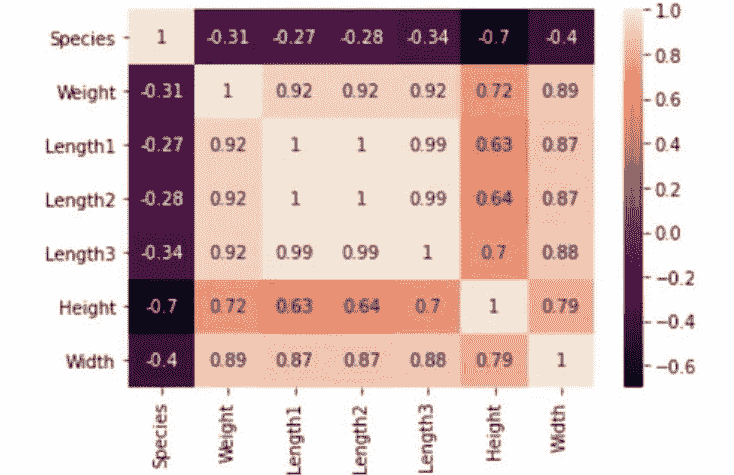 Species 1 -0.31 -0.27 -0.28 -0.34 -0.7 -0.4
Weight -0.31 1 0.92 0.92 0.92 0.72 0.89
Length1 -0.27 0.92 1 1 0.99 0.63 0.87
Length2 -0.28 0.92 1 1 0.99 0.64 0.87
Length3 -0.34 0.92 0.99 0.99 1 0.7 0.88
Height -0.7 0.72 0.63 0.64 0.7 1 0.79
Width -0.4 0.89 0.87 0.87 0.88 0.79 1
Species Weight Length1 Length2 Length3 Height Width
1.0
0.8
0.6
0.4
0.2
0.0
−0.2
−0.4
−0.6